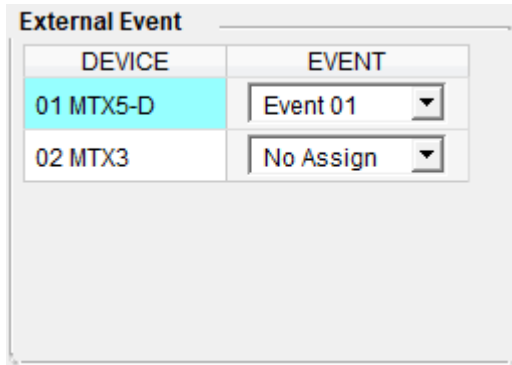 External Event
DEVICE EVENT
01 MTX5-D Event 01
02 MTX3 No Assign